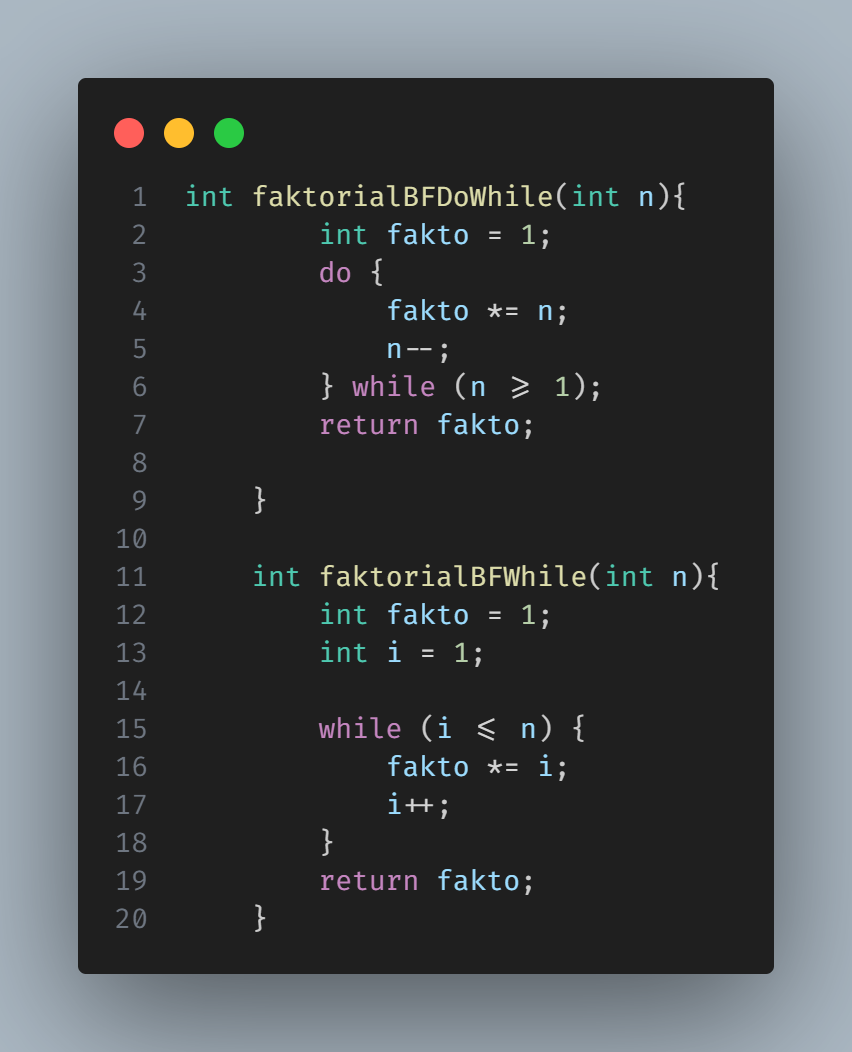 1 int faktorialBFDoWhile(int n){
2         int fakto = 1;
3         do {
4             fakto *= n;
5             n--;
6         } while (n >= 1);
7         return fakto;
8
9     }
10
11     int faktorialBFWhile(int n){
12         int fakto = 1;
13         int i = 1;
14
15         while (i <= n) {
16             fakto *= i;
17             i++;
18         }
19         return fakto;
20     }